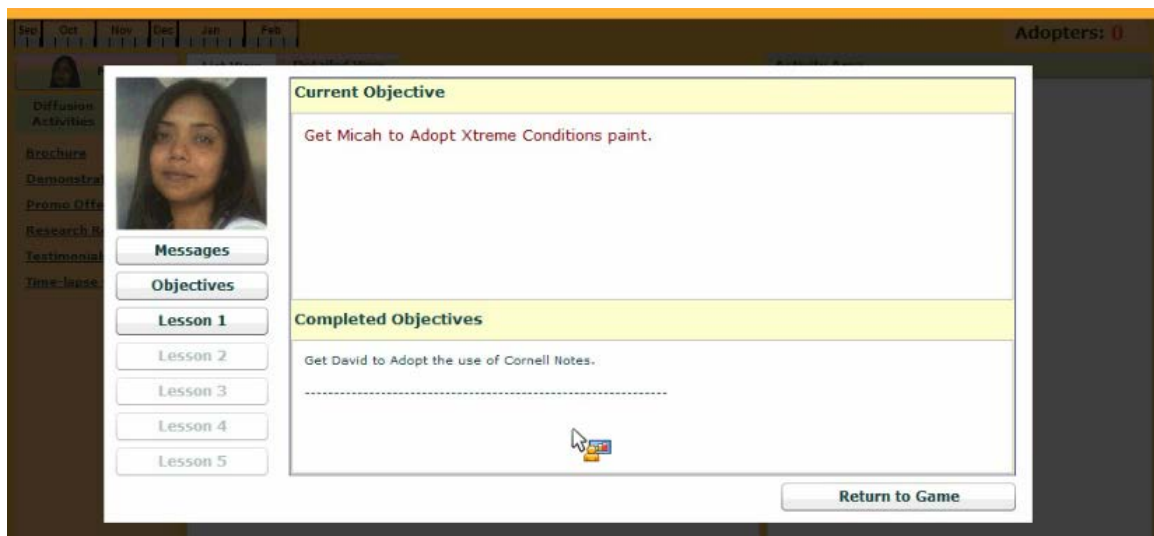 Sep Oct Nov Dec Jan Feb
Adopters: 0
Diffusion
Activities
Brochure
Research
Current Objective
Get Micah to Adopt Xtreme Conditions paint.
Messages
Objectives
Lesson 1
Lesson 2
Lesson 3
Lesson 4
Lesson 5
Completed Objectives
Get David to Adopt the use of Cornell Notes.
---------------------------------------------------------------
Return to Game